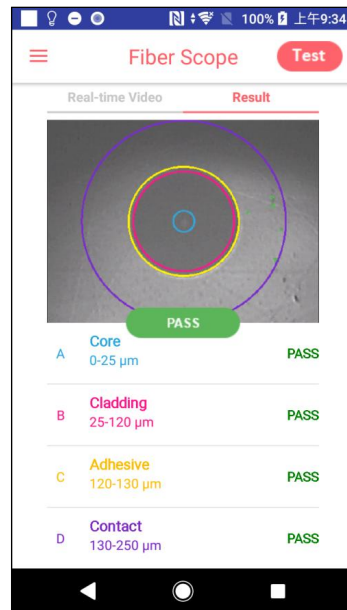 100% 上午9:34
Fiber Scope
Test
Real-time Video
Result
PASS
A
Core
0-25 μm
PASS
B
Cladding
25-120 μm
PASS
C
Adhesive
120-130 μm
PASS
D
Contact
130-250 μm
PASS